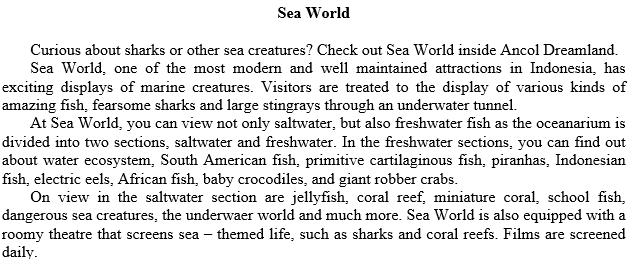 Sea World
Curious about sharks or other sea creatures? Check out Sea World inside Ancol Dreamland.
Sea World, one of the most modern and well maintained attractions in Indonesia, has
exciting displays of marine creatures. Visitors are treated to the display of various kinds of
amazing fish, fearsome sharks and large stingrays through an underwater tunnel.
At Sea World, you can view not only saltwater, but also freshwater fish as the oceanarium is
divided into two sections, saltwater and freshwater. In the freshwater sections, you can find out
about water ecosystem, South American fish, primitive cartilaginous fish, piranhas, Indonesian
fish, electric eels, African fish, baby crocodiles, and giant robber crabs.
On view in the saltwater section are jellyfish, coral reef, miniature coral, school fish,
dangerous sea creatures, the underwaer world and much more. Sea World is also equipped with a
roomy theatre that screens sea – themed life, such as sharks and coral reefs. Films are screened
daily.